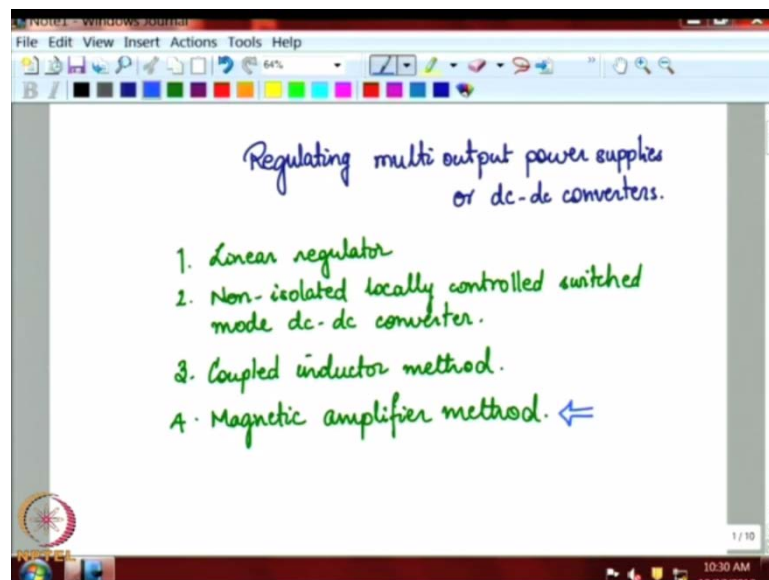 Note1 - Windows Journal
File Edit View Insert Actions Tools Help
64%
B I
Regulating multi output power supplies
or dc-dc converters.
1. Linear regulator
2. Non-isolated locally controlled switched
mode dc-dc converter.
3. Coupled inductor method.
4. Magnetic amplifier method.
1 / 10
NPTEL
10:30 AM